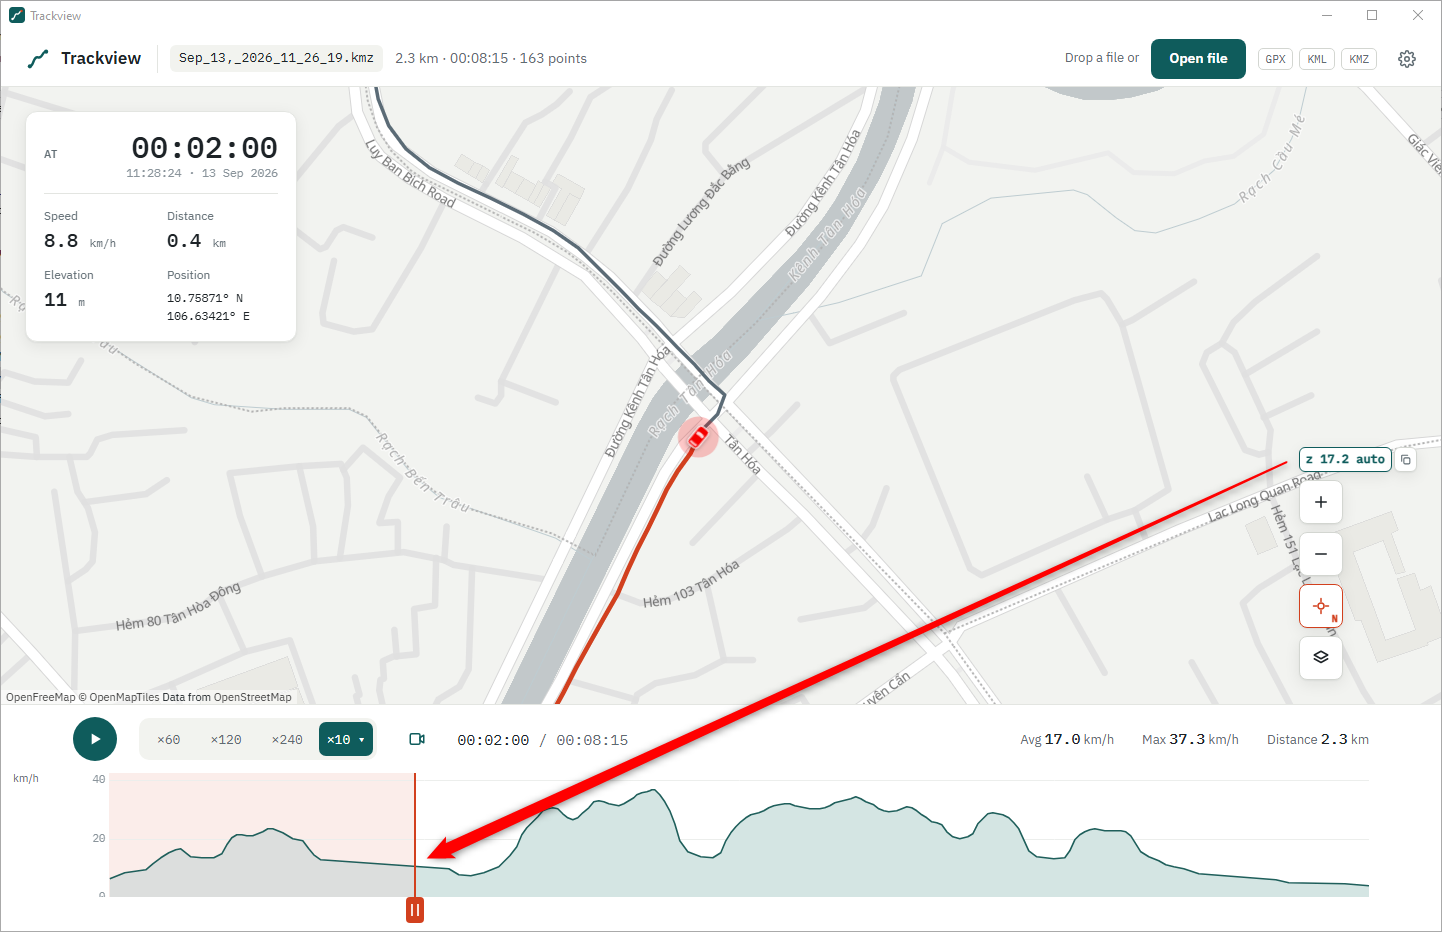 Trackview
Trackview
Sep_13,_2026_11_26_19.kmz
2.3 km · 00:08:15 · 163 points
Drop a file or
Open file
GPX
KML
KMZ
AT
00:02:00
11:28:24 · 13 Sep 2026
Speed
Distance
8.8 km/h
0.4 km
Elevation
Position
11 m
10.75871° N
106.63421° E
Luy Ban Bich Road
Đường Lương Đắc Bằng
Đường Kênh Tân Hóa
Kênh Tân Hóa
Rạch Cầu Mé
Giác Viên
Đường Kênh Tân Hóa
Rạch Tân Hóa
Tân Hóa
Rạch Bến Trâu
z 17.2 auto
Lac Long Quan Road
Hẻm 103 Tân Hóa
Hẻm 80 Tân Hòa Đông
N
OpenFreeMap © OpenMapTiles Data from OpenStreetMap
×60
×120
×240
×10
00:02:00 / 00:08:15
Avg 17.0 km/h
Max 37.3 km/h
Distance 2.3 km
km/h
40
20
0